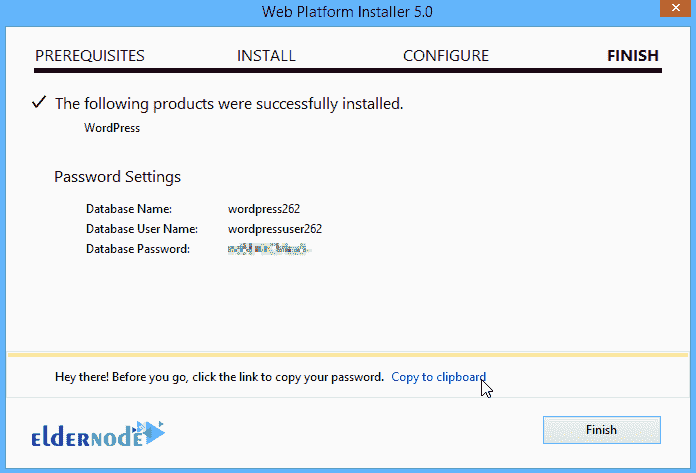 Web Platform Installer 5.0
PREREQUISITES INSTALL CONFIGURE FINISH
The following products were successfully installed.
WordPress
Password Settings
Database Name: wordpress262
Database User Name: wordpressuser262
Database Password:
Hey there! Before you go, click the link to copy your password. Copy to clipboard
eldernode
Finish